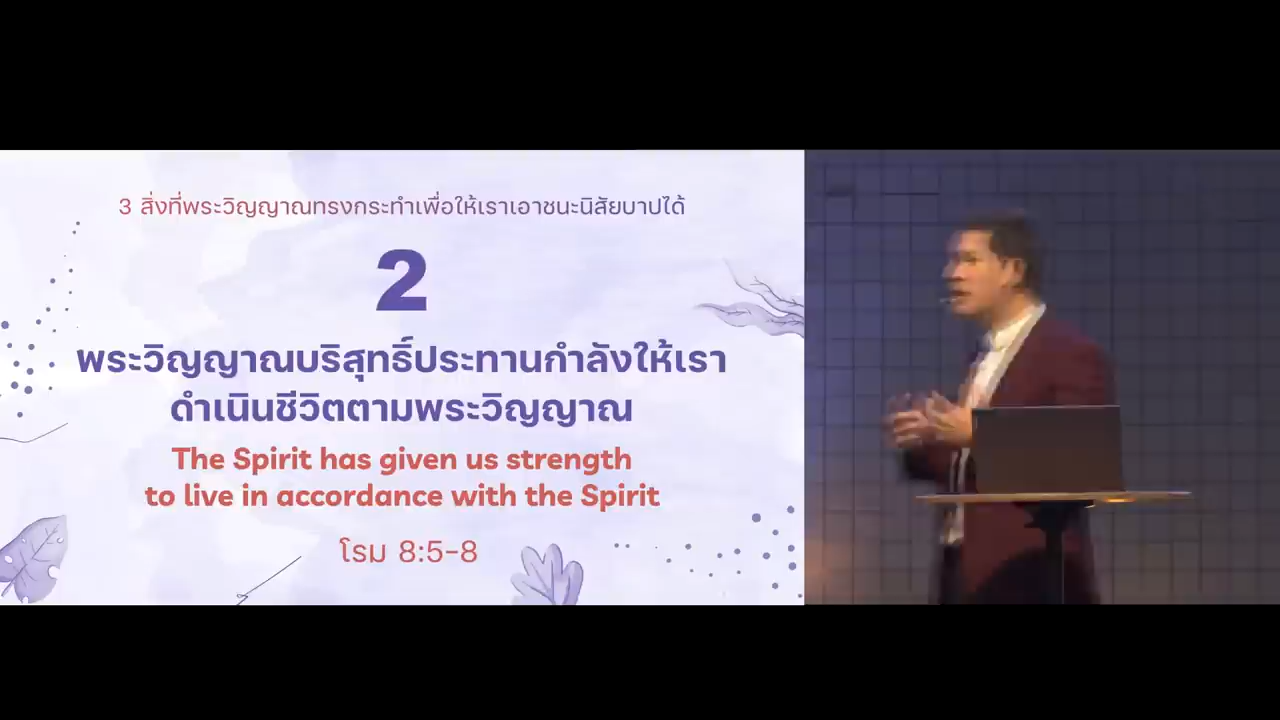 3 สิ่งที่พระวิญญาณทรงกระทำเพื่อให้เราเอาชนะนิสัยบาปได้
2
พระวิญญาณบริสุทธิ์ประทานกำลังให้เรา
ดำเนินชีวิตตามพระวิญญาณ
The Spirit has given us strength
to live in accordance with the Spirit
โรม 8:5-8